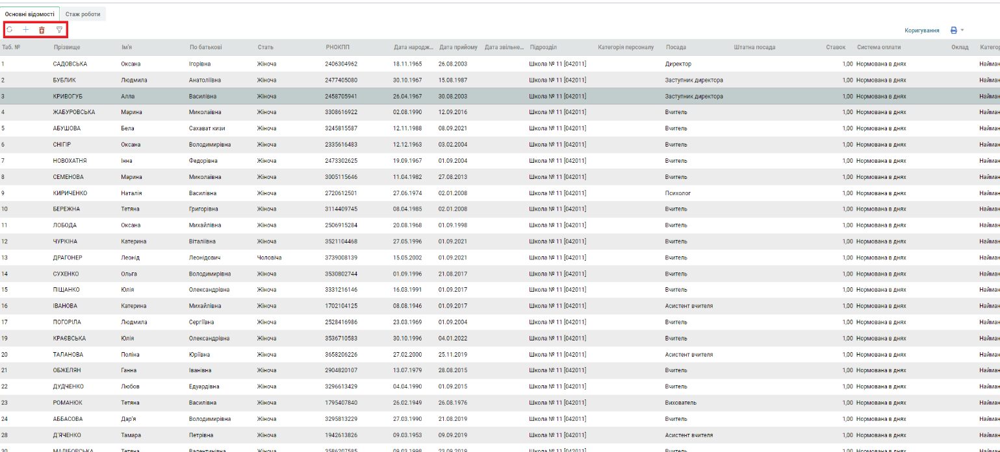 Основні відомості Стаж роботи
Коригування
Таб. № Прізвище Ім'я По батькові Стать РНОКПП Дата народж... Дата прийому Дата звільне... Підрозділ Категорія персоналу Посада Штатна посада Ставок Система оплати Оклад Категор
1 САДОВСЬКА Оксана Ігорівна Жіноча 2406304962 18.11.1965 26.08.2003 Школа № 11 [042011] Директор 1,00 Нормована в днях Найман
2 БУБЛИК Людмила Анатоліївна Жіноча 2477405080 30.10.1967 15.08.1987 Школа № 11 [042011] Заступник директора 1,00 Нормована в днях Найман
3 КРИВОГУБ Алла Василівна Жіноча 2458705941 26.04.1967 30.08.2003 Школа № 11 [042011] Заступник директора 1,00 Нормована в днях Найман
4 ЖАБУРОВСЬКА Марина Миколаївна Жіноча 3308616922 02.08.1990 12.09.2016 Школа № 11 [042011] Вчитель 1,00 Нормована в днях Найман
5 АБУШОВА Бела Сахават кизи Жіноча 3245815587 12.11.1988 08.09.2021 Школа № 11 [042011] Вчитель 1,00 Нормована в днях Найман
6 СНІГІР Оксана Володимирівна Жіноча 2335616483 12.12.1963 03.02.2004 Школа № 11 [042011] Вчитель 1,00 Нормована в днях Найман
7 НОВОХАТНЯ Інна Федорівна Жіноча 2473302625 19.09.1967 01.09.2004 Школа № 11 [042011] Вчитель 1,00 Нормована в днях Найман
8 СЕМЕНОВА Марина Миколаївна Жіноча 3005115646 11.04.1982 27.08.2013 Школа № 11 [042011] Вчитель 1,00 Нормована в днях Найман
9 КИРИЧЕНКО Наталія Василівна Жіноча 2720612501 27.06.1974 02.01.2008 Школа № 11 [042011] Психолог 1,00 Нормована в днях Найман
10 БЕРЕЖНА Тетяна Григорівна Жіноча 3114409745 08.04.1985 02.01.2008 Школа № 11 [042011] Вчитель 1,00 Нормована в днях Найман
11 ЛОБОДА Оксана Михайлівна Жіноча 2506915284 20.08.1968 01.09.1998 Школа № 11 [042011] Вчитель 1,00 Нормована в днях Найман
12 ЧУРКІНА Катерина Віталіївна Жіноча 3521104468 27.05.1996 01.09.2021 Школа № 11 [042011] Вчитель 1,00 Нормована в днях Найман
13 ДРАГОНЕР Леонід Леонідович Чоловіча 3739008139 15.05.2002 01.09.2021 Школа № 11 [042011] Вчитель 1,00 Нормована в днях Найман
14 СУХЕНКО Ольга Володимирівна Жіноча 3530802744 01.09.1996 21.08.2017 Школа № 11 [042011] Вчитель 1,00 Нормована в днях Найман
15 ПІЩАНКО Юлія Олександрівна Жіноча 3331216146 16.03.1991 01.09.2017 Школа № 11 [042011] Вчитель 1,00 Нормована в днях Найман
16 ІВАНОВА Катерина Михайлівна Жіноча 1702104125 08.08.1946 01.09.2017 Школа № 11 [042011] Асистент вчителя 1,00 Нормована в днях Найман
17 ПОГОРІЛА Людмила Сергіївна Жіноча 2528416986 23.03.1969 01.09.2004 Школа № 11 [042011] Вчитель 1,00 Нормована в днях Найман
19 КРАЄВСЬКА Юлія Олександрівна Жіноча 3536710583 30.10.1996 04.01.2022 Школа № 11 [042011] Вчитель 1,00 Нормована в днях Найман
20 ТАЛАНОВА Поліна Юріївна Жіноча 3658206226 27.02.2000 25.11.2019 Школа № 11 [042011] Асистент вчителя 1,00 Нормована в днях Найман
21 ОБЖЕЛЯН Ганна Іванівна Жіноча 2904820107 13.07.1979 28.08.2015 Школа № 11 [042011] Вчитель 1,00 Нормована в днях Найман
22 ДУДЧЕНКО Любов Едуардівна Жіноча 3296613429 04.04.1990 01.09.2015 Школа № 11 [042011] Вчитель 1,00 Нормована в днях Найман
23 РОМАНЮК Тетяна Василівна Жіноча 1795407840 26.02.1949 26.08.1976 Школа № 11 [042011] Вихователь 1,00 Нормована в днях Найман
24 АББАСОВА Дар'я Володимирівна Жіноча 3295813229 27.03.1990 21.08.2019 Школа № 11 [042011] Вчитель 1,00 Нормована в днях Найман
28 Д'ЯЧЕНКО Тамара Петрівна Жіноча 1942613826 09.03.1953 09.09.2019 Школа № 11 [042011] Асистент вчителя 1,00 Нормована в днях Найман
30 МАЛІБОРСЬКА Тетяна Валентинівна Жіноча 3586207585 09.03.1998 23.09.2019 Школа № 11 [042011] Вчитель 1,00 Нормована в днях Найман